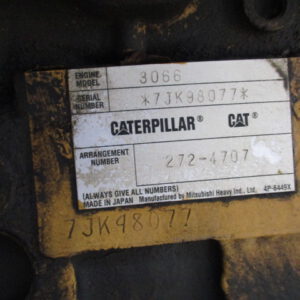 ENGINE MODEL 3066
SERIAL NUMBER *7JK98077*
CATERPILLAR® CAT®
ARRANGEMENT NUMBER 272-4707
(ALWAYS GIVE ALL NUMBERS)
MADE IN JAPAN Manufactured by Mitsubishi Heavy Ind., Ltd. 4P-6449X
7JK98077